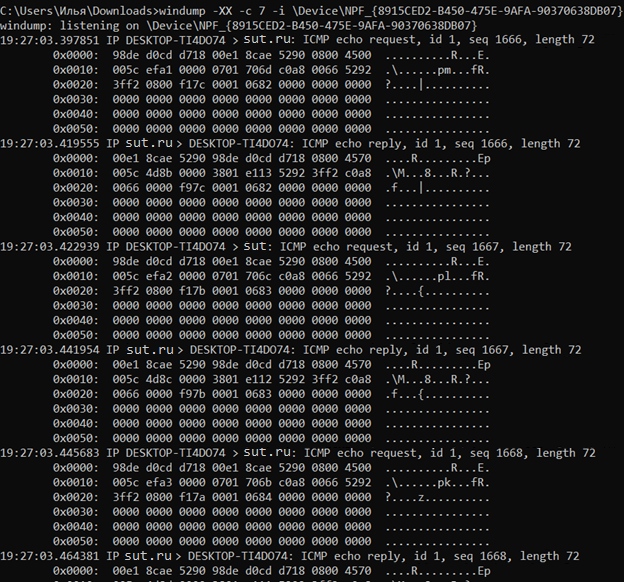 C:\Users\Илья\Downloads>windump -XX -c 7 -i \Device\NPF_{8915CED2-B450-475E-9AFA-90370638DB07}
windump: listening on \Device\NPF_{8915CED2-B450-475E-9AFA-90370638DB07}
19:27:03.397851 IP DESKTOP-TI4DO74 > sut.ru: ICMP echo request, id 1, seq 1666, length 72
0x0000: 98de d0cd d718 00e1 8cae 5290 0800 4500 ..........R...E.
0x0010: 005c efa1 0000 0701 706d c0a8 0066 5292 .\......pm...fR.
0x0020: 3ff2 0800 f17c 0001 0682 0000 0000 0000 ?....|..........
0x0030: 0000 0000 0000 0000 0000 0000 0000 0000 ................
0x0040: 0000 0000 0000 0000 0000 0000 0000 0000 ................
0x0050: 0000 0000 0000 0000 0000 0000 0000 0000 ................
19:27:03.419555 IP sut.ru > DESKTOP-TI4DO74: ICMP echo reply, id 1, seq 1666, length 72
0x0000: 00e1 8cae 5290 98de d0cd d718 0800 4570 ....R.........Ep
0x0010: 005c 4d8b 0000 3801 e113 5292 3ff2 c0a8 .\M...8...R.?...
0x0020: 0066 0000 f97c 0001 0682 0000 0000 0000 .f...|..........
0x0030: 0000 0000 0000 0000 0000 0000 0000 0000 ................
0x0040: 0000 0000 0000 0000 0000 0000 0000 0000 ................
0x0050: 0000 0000 0000 0000 0000 0000 0000 0000 ................
19:27:03.422939 IP DESKTOP-TI4DO74 > sut: ICMP echo request, id 1, seq 1667, length 72
0x0000: 98de d0cd d718 00e1 8cae 5290 0800 4500 ..........R...E.
0x0010: 005c efa2 0000 0701 706c c0a8 0066 5292 .\......pl...fR.
0x0020: 3ff2 0800 f17b 0001 0683 0000 0000 0000 ?....{..........
0x0030: 0000 0000 0000 0000 0000 0000 0000 0000 ................
0x0040: 0000 0000 0000 0000 0000 0000 0000 0000 ................
0x0050: 0000 0000 0000 0000 0000 0000 0000 0000 ................
19:27:03.441954 IP sut.ru > DESKTOP-TI4DO74: ICMP echo reply, id 1, seq 1667, length 72
0x0000: 00e1 8cae 5290 98de d0cd d718 0800 4570 ....R.........Ep
0x0010: 005c 4d8c 0000 3801 e112 5292 3ff2 c0a8 .\M...8...R.?...
0x0020: 0066 0000 f97b 0001 0683 0000 0000 0000 .f...{..........
0x0030: 0000 0000 0000 0000 0000 0000 0000 0000 ................
0x0040: 0000 0000 0000 0000 0000 0000 0000 0000 ................
0x0050: 0000 0000 0000 0000 0000 0000 0000 0000 ................
19:27:03.445683 IP DESKTOP-TI4DO74 > sut.ru: ICMP echo request, id 1, seq 1668, length 72
0x0000: 98de d0cd d718 00e1 8cae 5290 0800 4500 ..........R...E.
0x0010: 005c efa3 0000 0701 706b c0a8 0066 5292 .\......pk...fR.
0x0020: 3ff2 0800 f17a 0001 0684 0000 0000 0000 ?....z..........
0x0030: 0000 0000 0000 0000 0000 0000 0000 0000 ................
0x0040: 0000 0000 0000 0000 0000 0000 0000 0000 ................
0x0050: 0000 0000 0000 0000 0000 0000 0000 0000 ................
19:27:03.464381 IP sut.ru > DESKTOP-TI4DO74: ICMP echo reply, id 1, seq 1668, length 72
0x0000: 00e1 8cae 5290 98de d0cd d718 0800 4570 ....R.........Ep